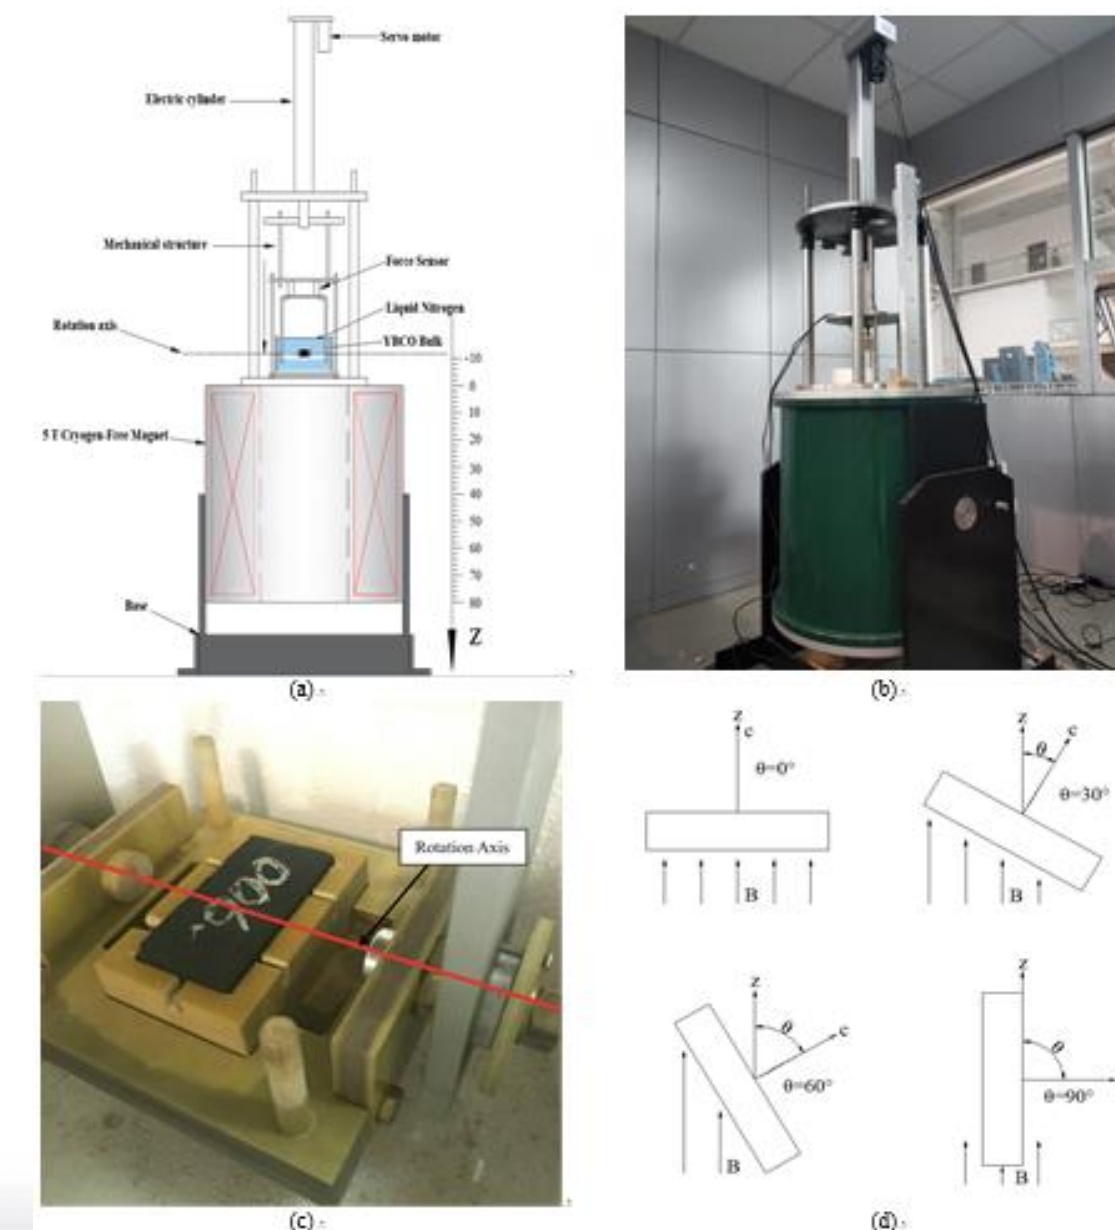 Servo motor
Electric cylinder
Mechanical structure
Force Sensor
Liquid Nitrogen
Rotation axis
YBCO Bulk
-10
0
10
5 T Cryogen-Free Magnet
20
30
40
50
60
70
80
Base
Z
(a)
(b)
Rotation Axis
-900
(c)
z
c
θ=0°
B
z
c
θ
θ=30°
B
z
θ
c
θ=60°
B
z
θ
θ=90°
B
(d)